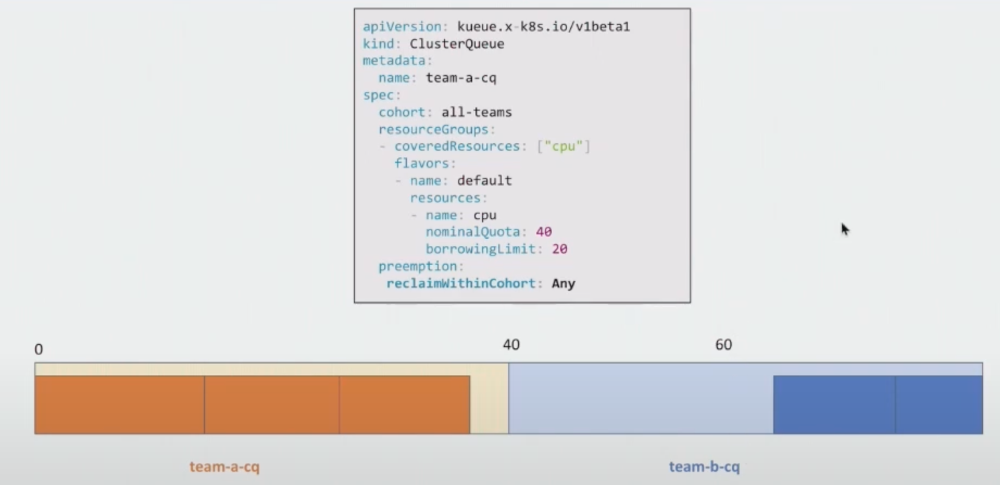 apiVersion: kueue.x-k8s.io/v1beta1
kind: ClusterQueue
metadata:
  name: team-a-cq
spec:
  cohort: all-teams
  resourceGroups:
  - coveredResources: ["cpu"]
    flavors:
    - name: default
      resources:
      - name: cpu
        nominalQuota: 40
        borrowingLimit: 20
  preemption:
   reclaimWithinCohort: Any
0 40 60
team-a-cq team-b-cq